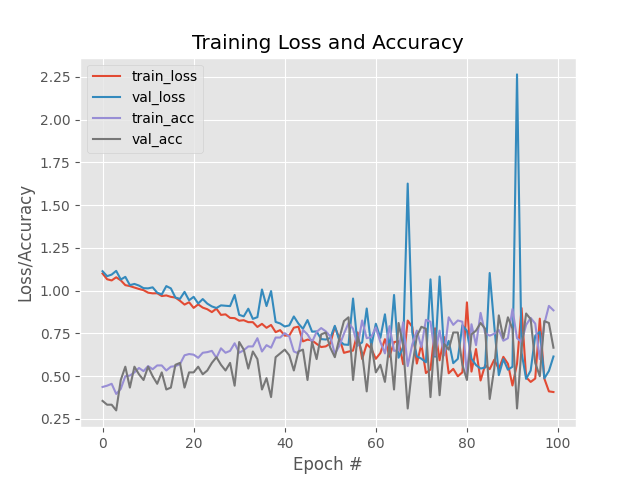 Training Loss and Accuracy
train_loss
val_loss
train_acc
val_acc
2.25
2.00
1.75
1.50
1.25
1.00
0.75
0.50
0.25
Loss/Accuracy
0 20 40 60 80 100
Epoch #